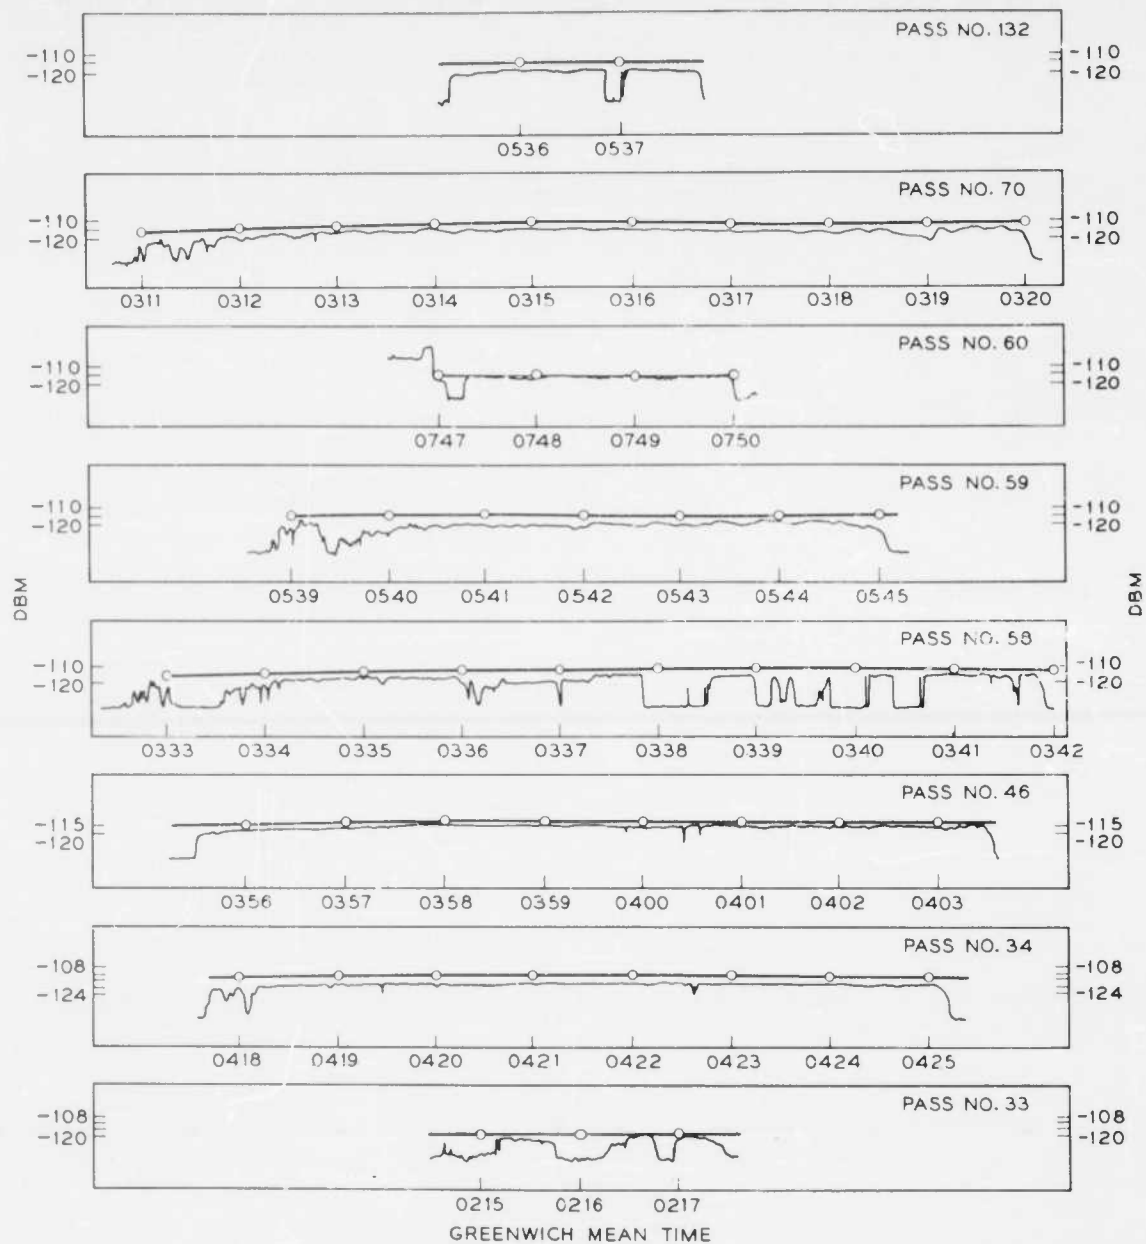 PASS NO. 132
-110 -110
-120 -120
0536 0537
PASS NO. 70
-110 -110
-120 -120
0311 0312 0313 0314 0315 0316 0317 0318 0319 0320
PASS NO. 60
-110 -110
-120 -120
0747 0748 0749 0750
PASS NO. 59
-110 -110
-120 -120
0539 0540 0541 0542 0543 0544 0545
DBM DBM
PASS NO. 58
-110 -110
-120 -120
0333 0334 0335 0336 0337 0338 0339 0340 0341 0342
PASS NO. 46
-115 -115
-120 -120
0356 0357 0358 0359 0400 0401 0402 0403
PASS NO. 34
-108 -108
-124 -124
0418 0419 0420 0421 0422 0423 0424 0425
PASS NO. 33
-108 -108
-120 -120
0215 0216 0217
GREENWICH MEAN TIME